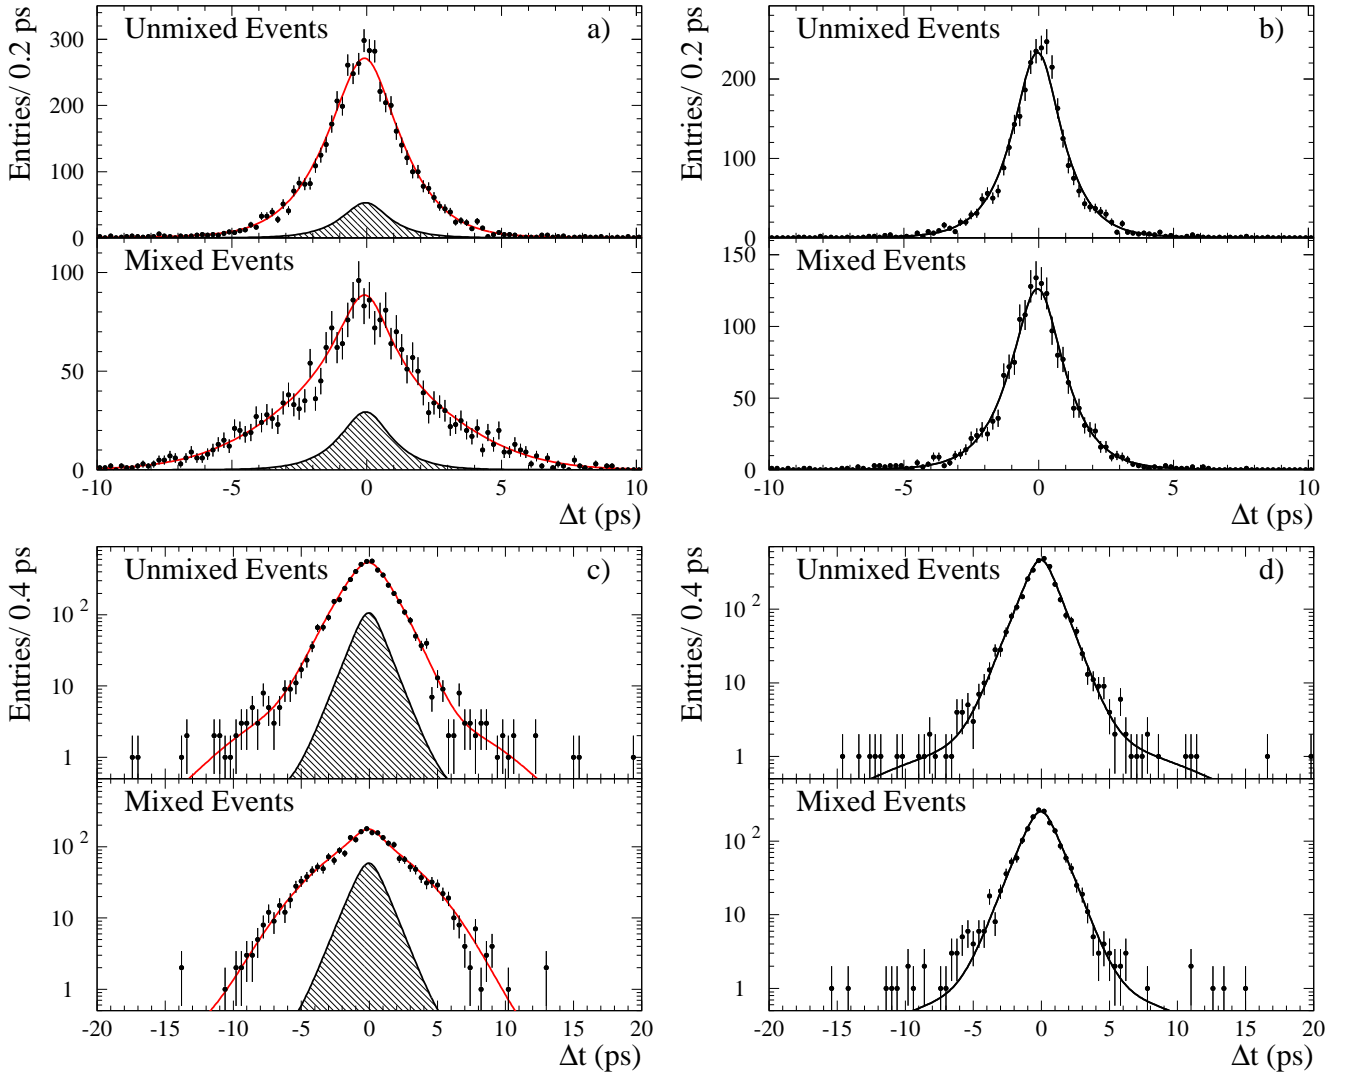 Entries/ 0.2 ps
Unmixed Events
a)
300
200
100
0
Mixed Events
100
50
0
-10 -5 0 5 10
Δt (ps)
Entries/ 0.2 ps
Unmixed Events
b)
200
100
0
Mixed Events
150
100
50
0
-10 -5 0 5 10
Δt (ps)
Entries/ 0.4 ps
Unmixed Events
c)
10 2
10
1
Mixed Events
10 2
10
1
-20 -15 -10 -5 0 5 10 15 20
Δt (ps)
Entries/ 0.4 ps
Unmixed Events
d)
10 2
10
1
Mixed Events
10 2
10
1
-20 -15 -10 -5 0 5 10 15 20
Δt (ps)